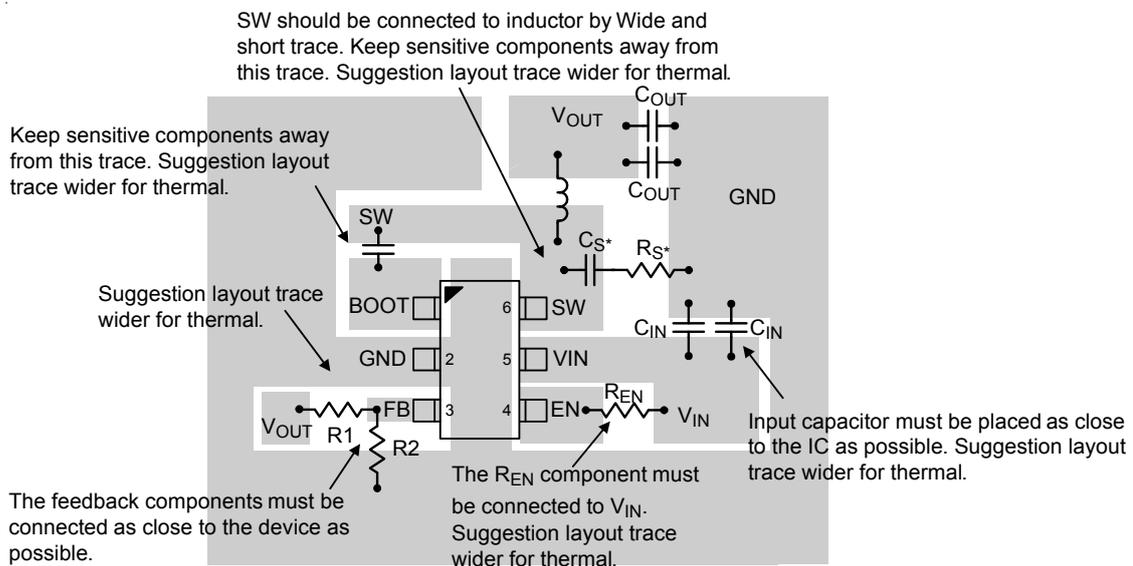 SW should be connected to inductor by Wide and
short trace. Keep sensitive components away from
this trace. Suggestion layout trace wider for thermal.
COUT
VOUT
Keep sensitive components away
from this trace. Suggestion layout
trace wider for thermal.
COUT
GND
SW
CS*
RS*
Suggestion layout trace
wider for thermal.
BOOT
6
SW
CIN
CIN
GND
2
5
VIN
REN
FB
3
4
EN
VIN
VOUT
R1
R2
Input capacitor must be placed as close
to the IC as possible. Suggestion layout
trace wider for thermal.
The REN component must
be connected to VIN.
Suggestion layout trace
wider for thermal.
The feedback components must be
connected as close to the device as
possible.